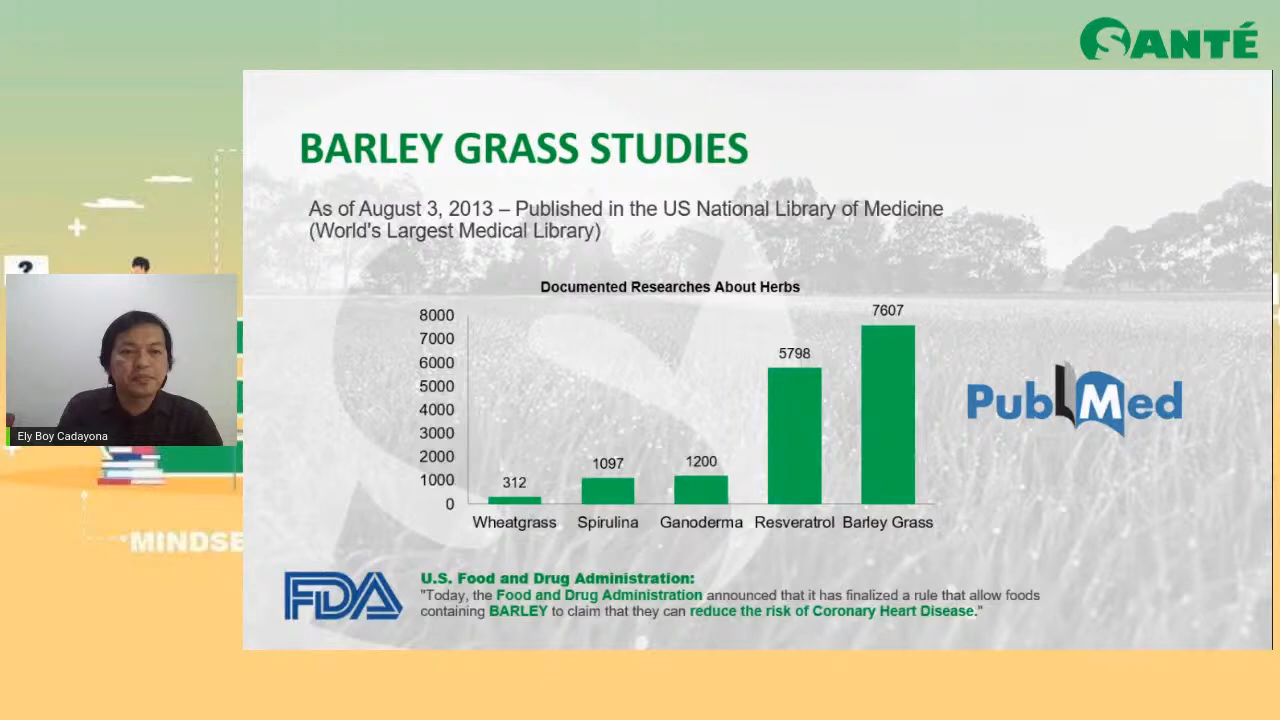 SANTÉ
BARLEY GRASS STUDIES
As of August 3, 2013 – Published in the US National Library of Medicine
(World's Largest Medical Library)
Documented Researches About Herbs
8000
7000
6000
5000
4000
3000
2000
1000
0
312
1097
1200
5798
7607
Wheatgrass
Spirulina
Ganoderma
Resveratrol
Barley Grass
PubMed
?
Ely Boy Cadayona
MINDSE
FDA
U.S. Food and Drug Administration:
"Today, the Food and Drug Administration announced that it has finalized a rule that allow foods
containing BARLEY to claim that they can reduce the risk of Coronary Heart Disease."